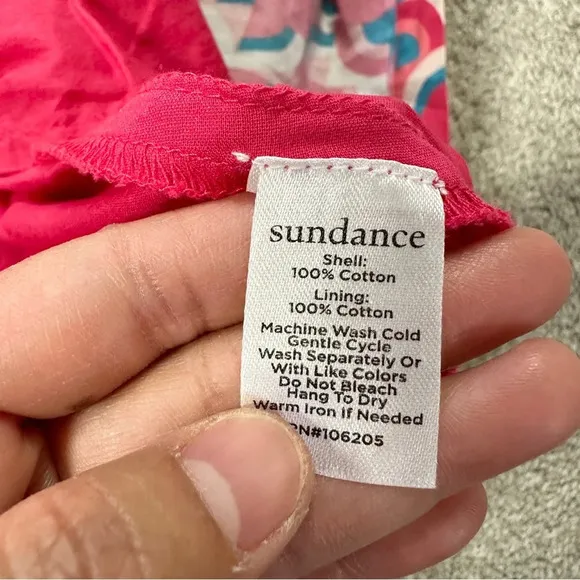 sundance
Shell:
100% Cotton
Lining:
100% Cotton
Machine Wash Cold
Gentle Cycle
Wash Separately Or
With Like Colors
Do Not Bleach
Hang To Dry
Warm Iron If Needed
PN#106205